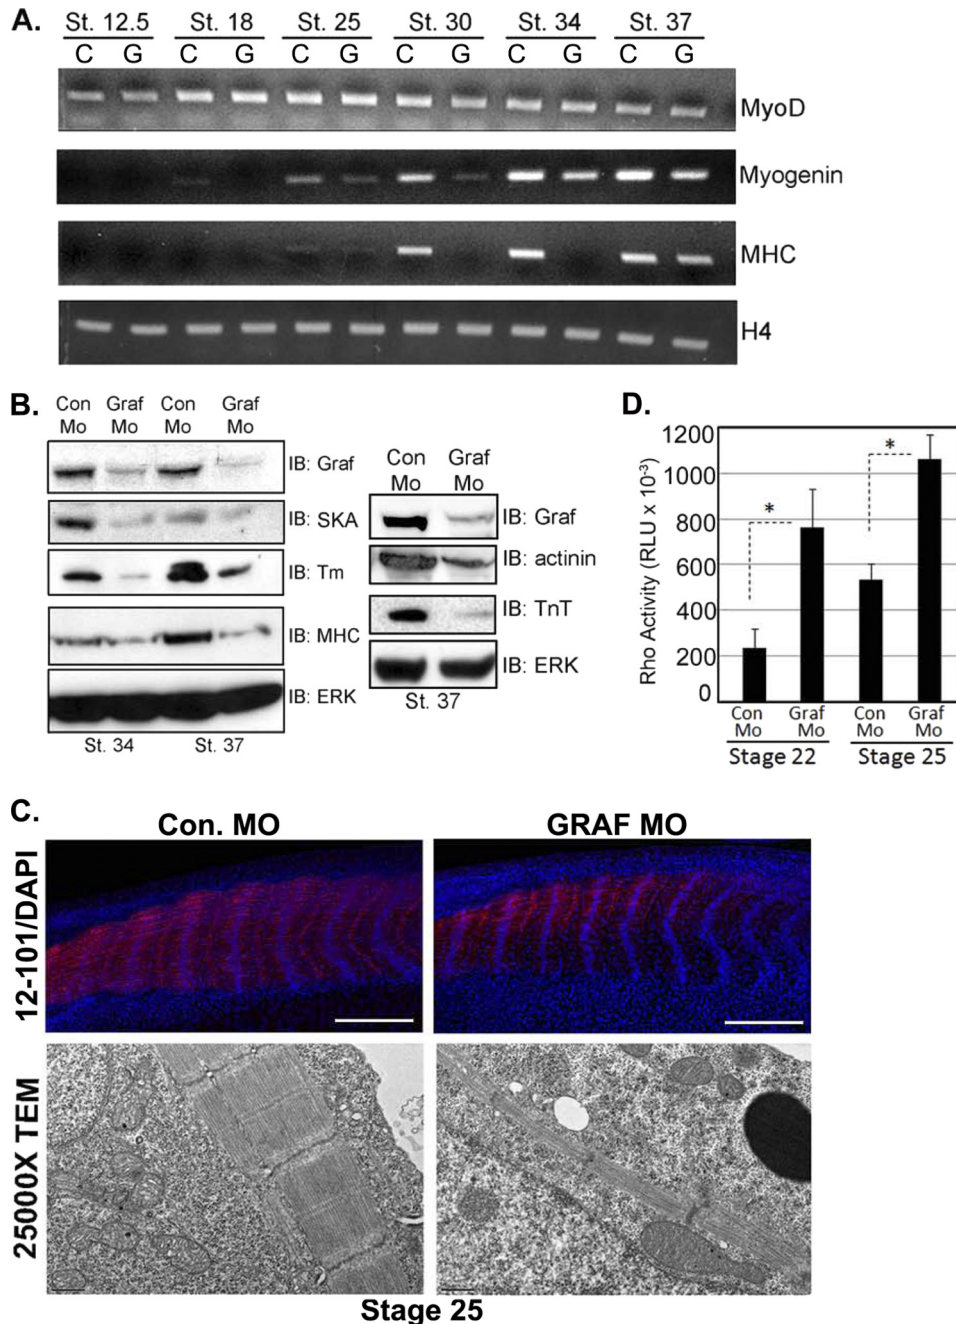 A.
St. 12.5 St. 18 St. 25 St. 30 St. 34 St. 37
C G C G C G C G C G C G
MyoD
Myogenin
MHC
H4
B.
Con Mo Graf Mo Con Mo Graf Mo
IB: Graf
IB: SKA
IB: Tm
IB: MHC
IB: ERK
St. 34 St. 37
Con Mo Graf Mo
IB: Graf
IB: actinin
IB: TnT
IB: ERK
St. 37
D.
Rho Activity (RLU x 10⁻³)
1200
1000
800
600
400
200
0
* *
Con Mo Graf Mo Con Mo Graf Mo
Stage 22 Stage 25
C.
Con. MO GRAF MO
12-101/DAPI
25000X TEM
Stage 25